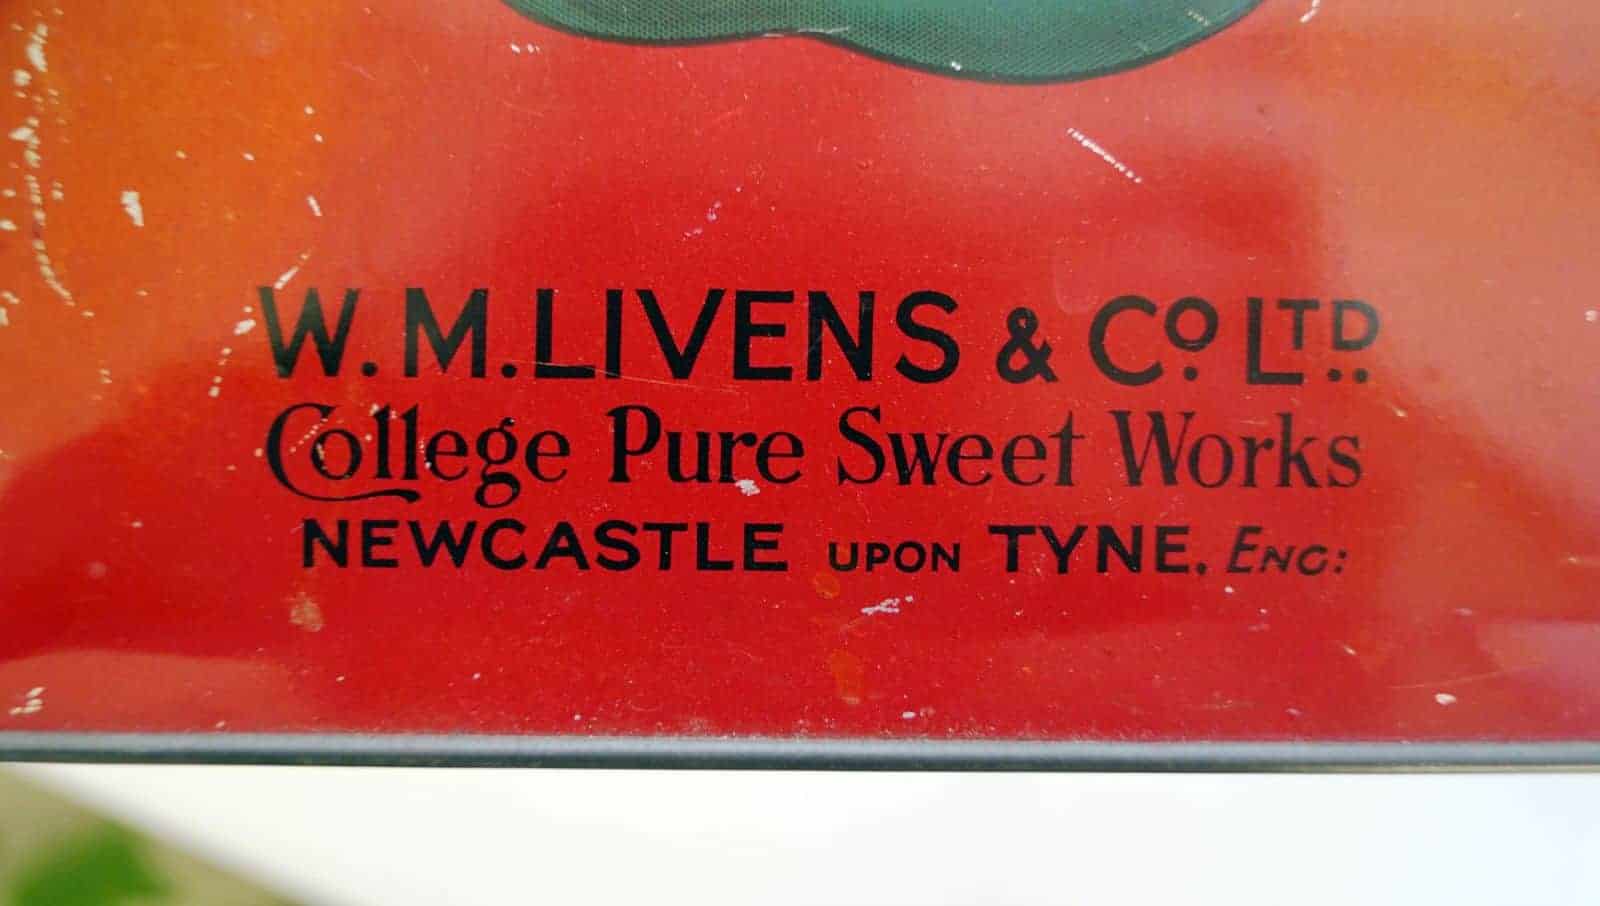 W. M. LIVENS & Co. LTD.
College Pure Sweet Works
NEWCASTLE UPON TYNE. ENG: